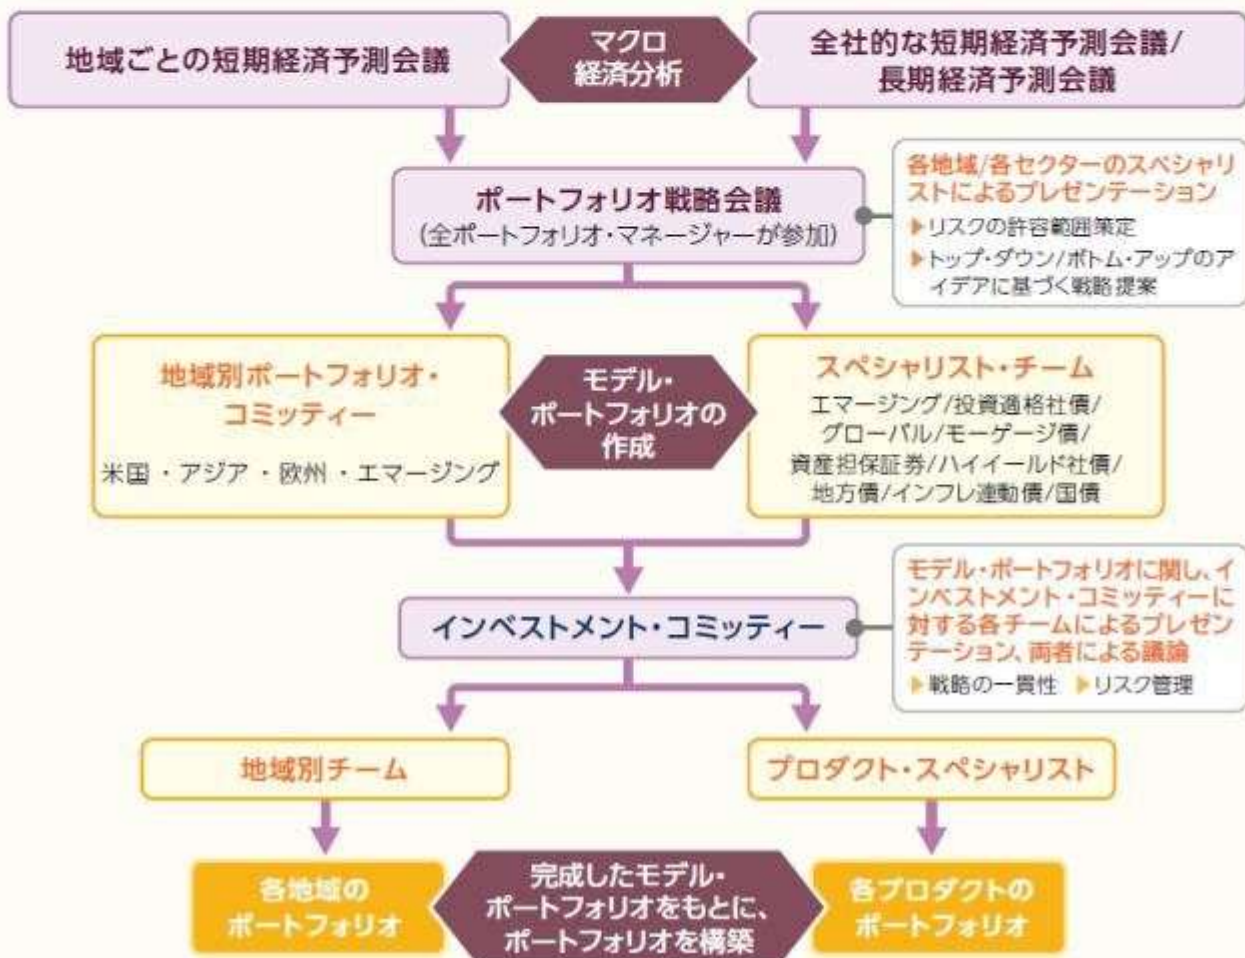 地域ごとの短期経済予測会議
マクロ
経済分析
全社的な短期経済予測会議/
長期経済予測会議
ポートフォリオ戦略会議
(全ポートフォリオ・マネージャーが参加)
各地域/各セクターのスペシャリ
ストによるプレゼンテーション
▶リスクの許容範囲策定
▶トップ・ダウン/ボトム・アップのア
イデアに基づく戦略提案
地域別ポートフォリオ・
コミッティー
米国・アジア・欧州・エマージング
モデル・
ポートフォリオの
作成
スペシャリスト・チーム
エマージング/投資適格社債/
グローバル/モーゲージ債/
資産担保証券/ハイイールド社債/
地方債/インフレ連動債/国債
インベストメント・コミッティー
モデル・ポートフォリオに関し、イ
ンベストメント・コミッティーに
対する各チームによるプレゼン
テーション、両者による議論
▶戦略の一貫性 ▶リスク管理
地域別チーム
プロダクト・スペシャリスト
各地域の
ポートフォリオ
完成したモデル・
ポートフォリオをもとに、
ポートフォリオを構築
各プロダクトの
ポートフォリオ